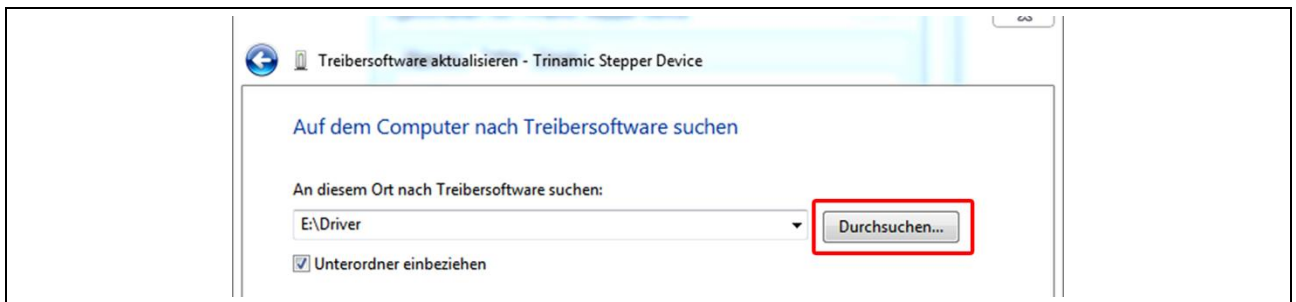 Treibersoftware aktualisieren - Trinamic Stepper Device
Auf dem Computer nach Treibersoftware suchen
An diesem Ort nach Treibersoftware suchen:
E:\Driver
Durchsuchen...
Unterordner einbeziehen